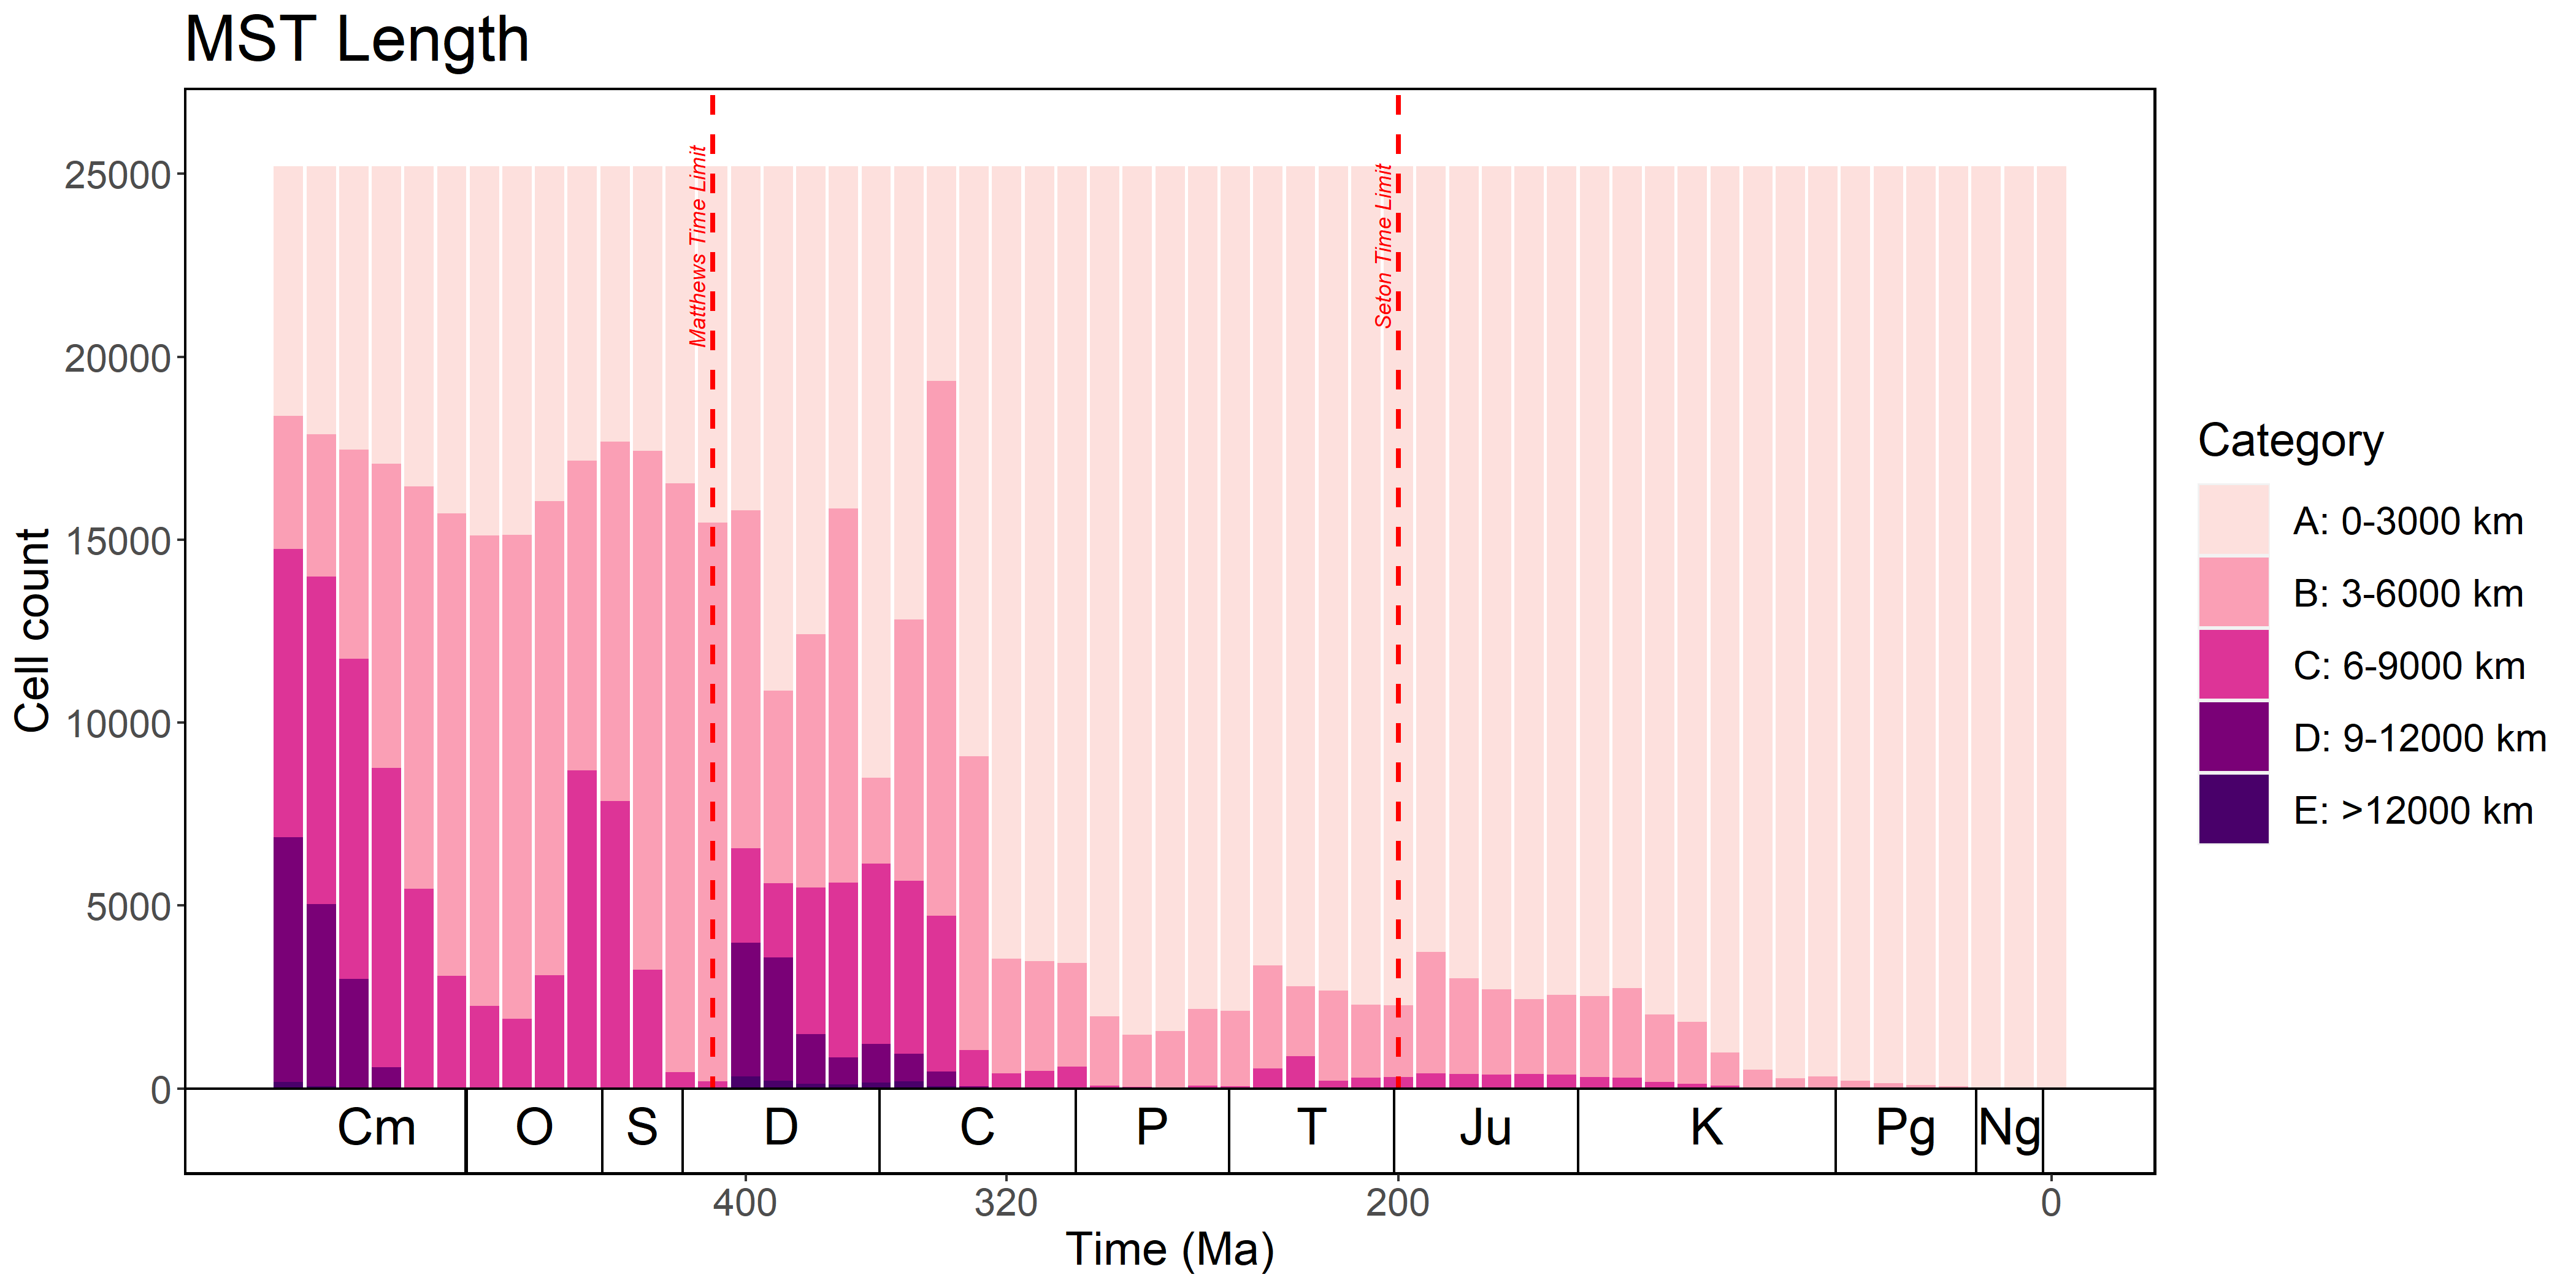 MST Length
25000
20000
15000
10000
5000
0
Cell count
Matthews Time Limit
Seton Time Limit
Cm O S D C P T Ju K Pg Ng
400 320 200 0
Time (Ma)
Category
A: 0-3000 km
B: 3-6000 km
C: 6-9000 km
D: 9-12000 km
E: >12000 km